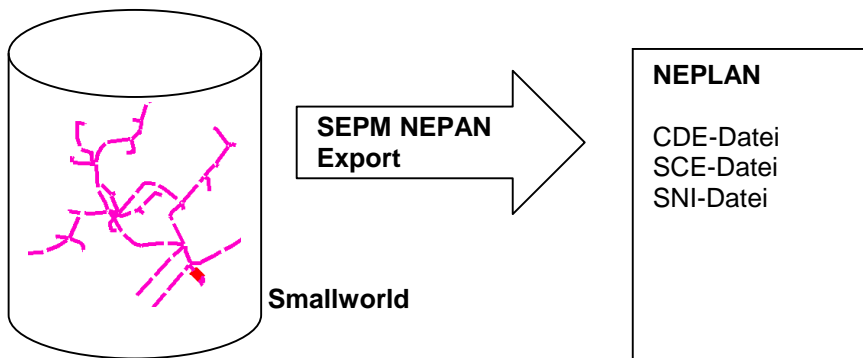 SEPM NEPAN
Export
Smallworld
NEPLAN
CDE-Datei
SCE-Datei
SNI-Datei